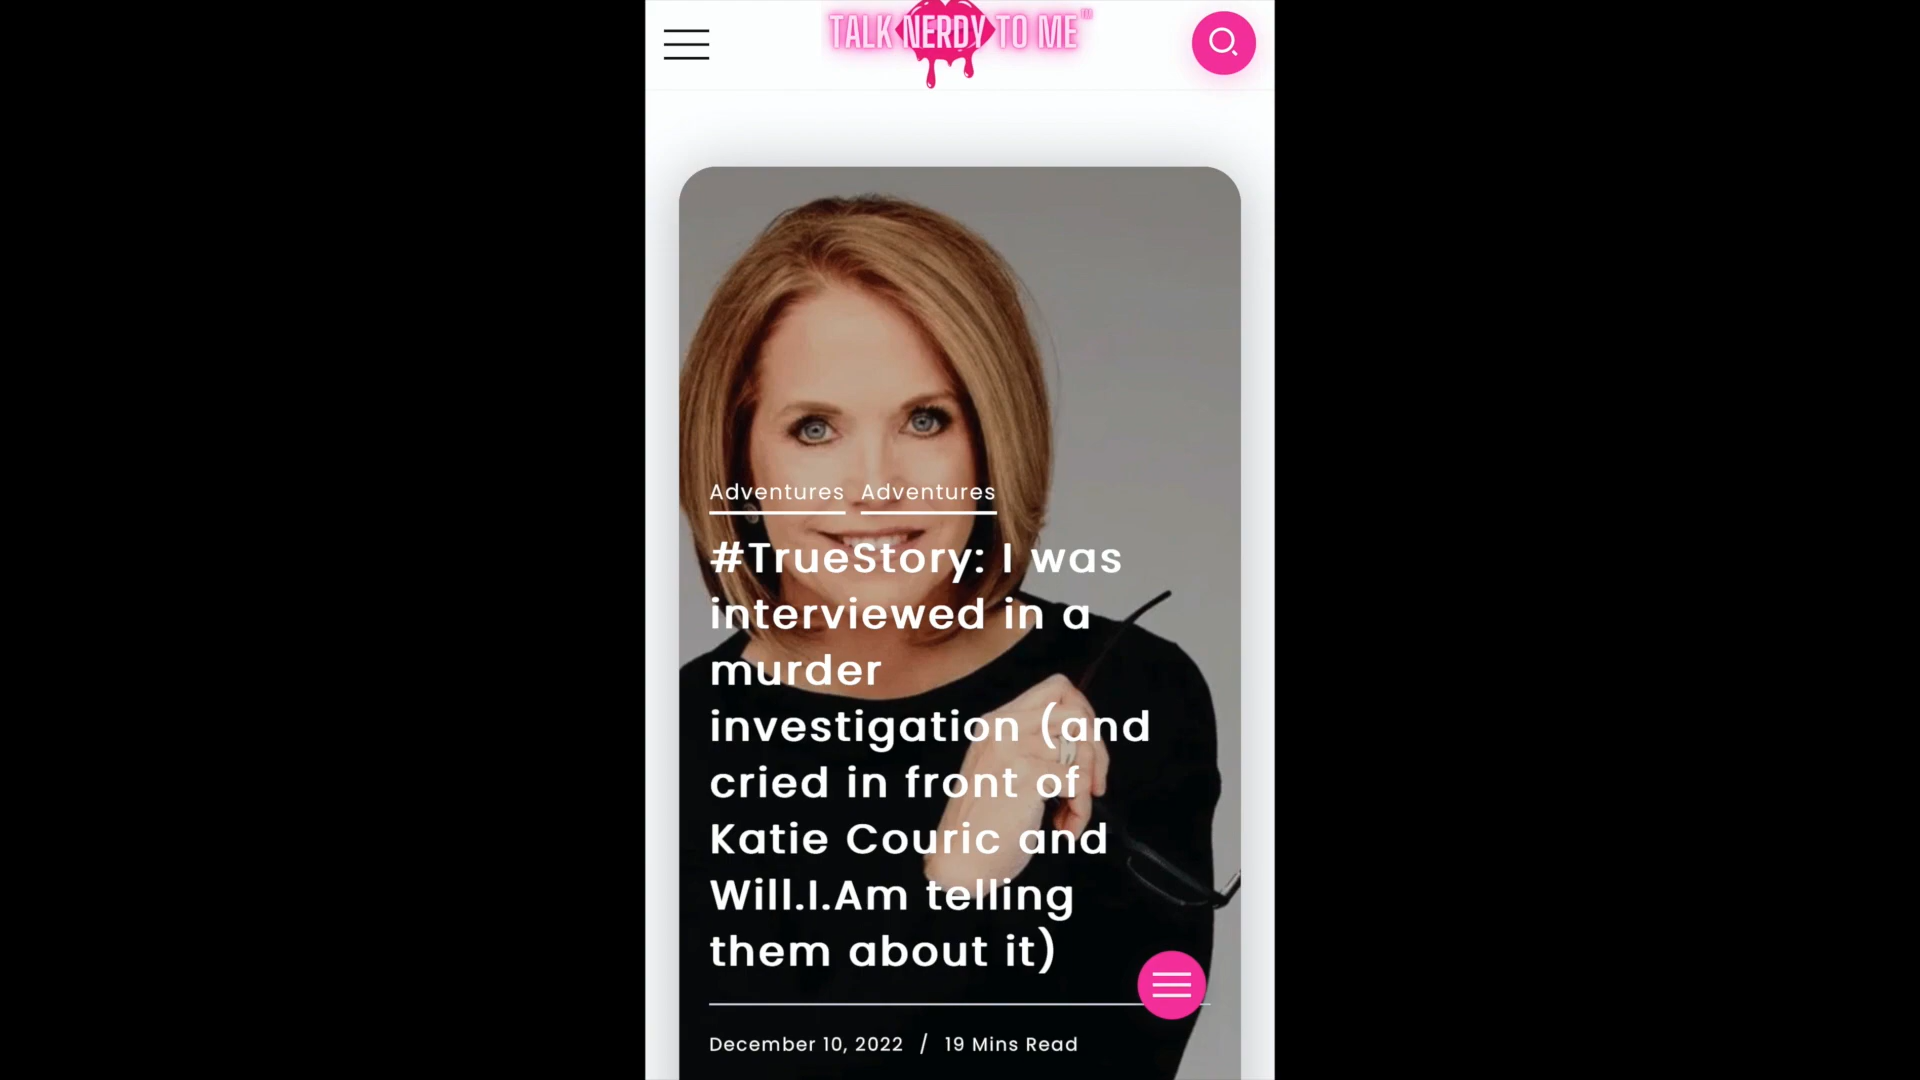 TALK NERDY TO ME™
Adventures Adventures
#TrueStory: I was
interviewed in a
murder
investigation (and
cried in front of
Katie Couric and
Will.I.Am telling
them about it)
December 10, 2022 / 19 Mins Read